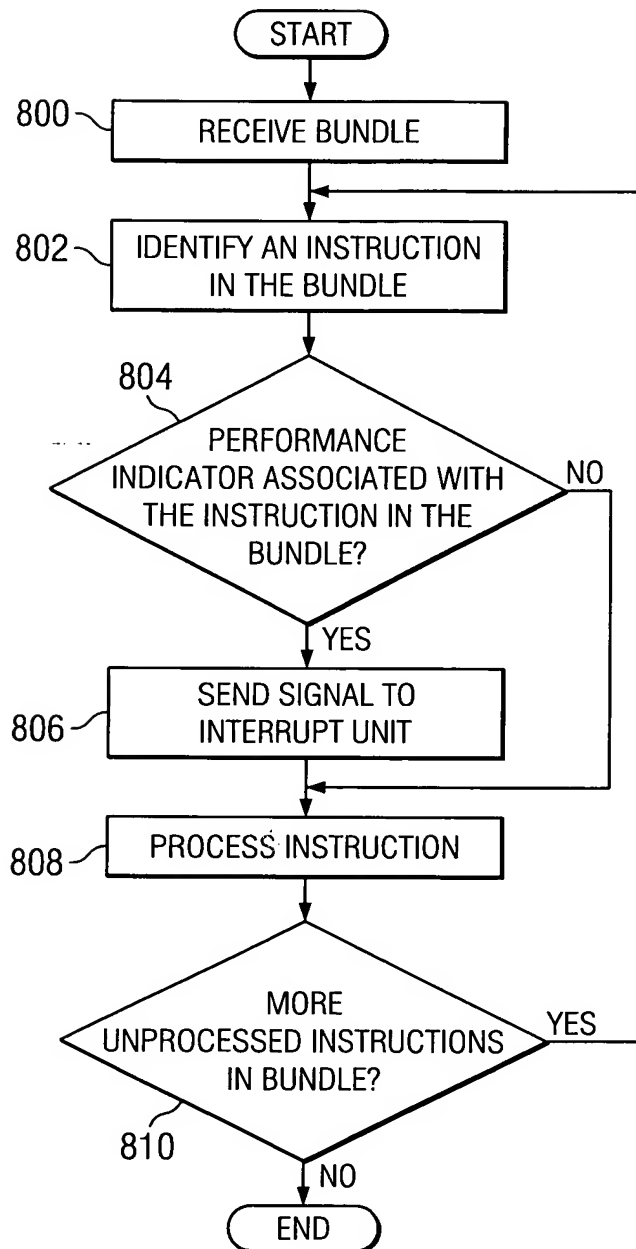 START
800
RECEIVE BUNDLE
802
IDENTIFY AN INSTRUCTION
IN THE BUNDLE
804
PERFORMANCE
INDICATOR ASSOCIATED WITH
THE INSTRUCTION IN THE
BUNDLE?
NO
YES
806
SEND SIGNAL TO
INTERRUPT UNIT
808
PROCESS INSTRUCTION
MORE
UNPROCESSED INSTRUCTIONS
IN BUNDLE?
YES
810
NO
END